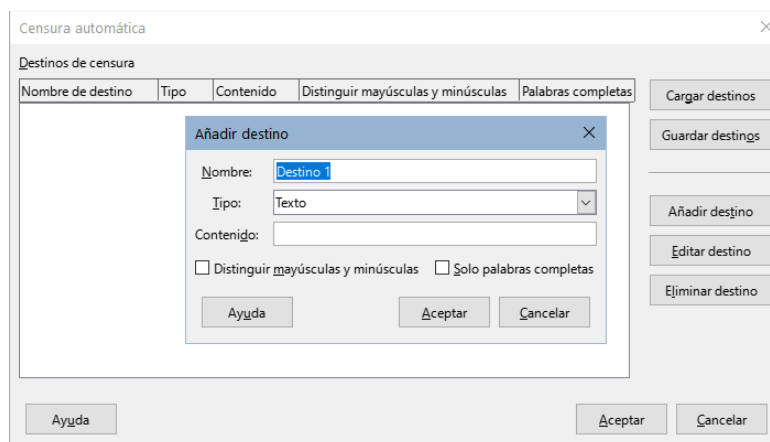 Censura automática
Destinos de censura
Nombre de destino Tipo Contenido Distinguir mayúsculas y minúsculas Palabras completas
Cargar destinos
Guardar destinos
Añadir destino
Editar destino
Eliminar destino
Añadir destino
Nombre: Destino 1
Tipo: Texto
Contenido:
Distinguir mayúsculas y minúsculas Solo palabras completas
Ayuda Aceptar Cancelar
Ayuda Aceptar Cancelar